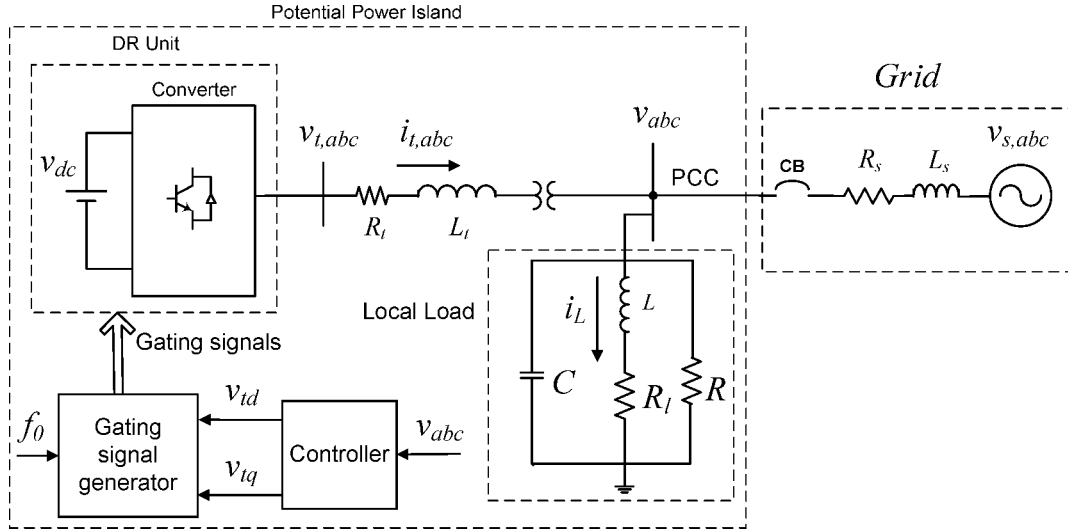 Potential Power Island
DR Unit
Converter
v_dc
v_t,abc
i_t,abc
R_t
L_t
v_abc
PCC
Grid
CB
R_s
L_s
v_s,abc
Local Load
i_L
L
C
R_l
R
Gating signals
f_0
Gating
signal
generator
v_td
v_tq
Controller
v_abc